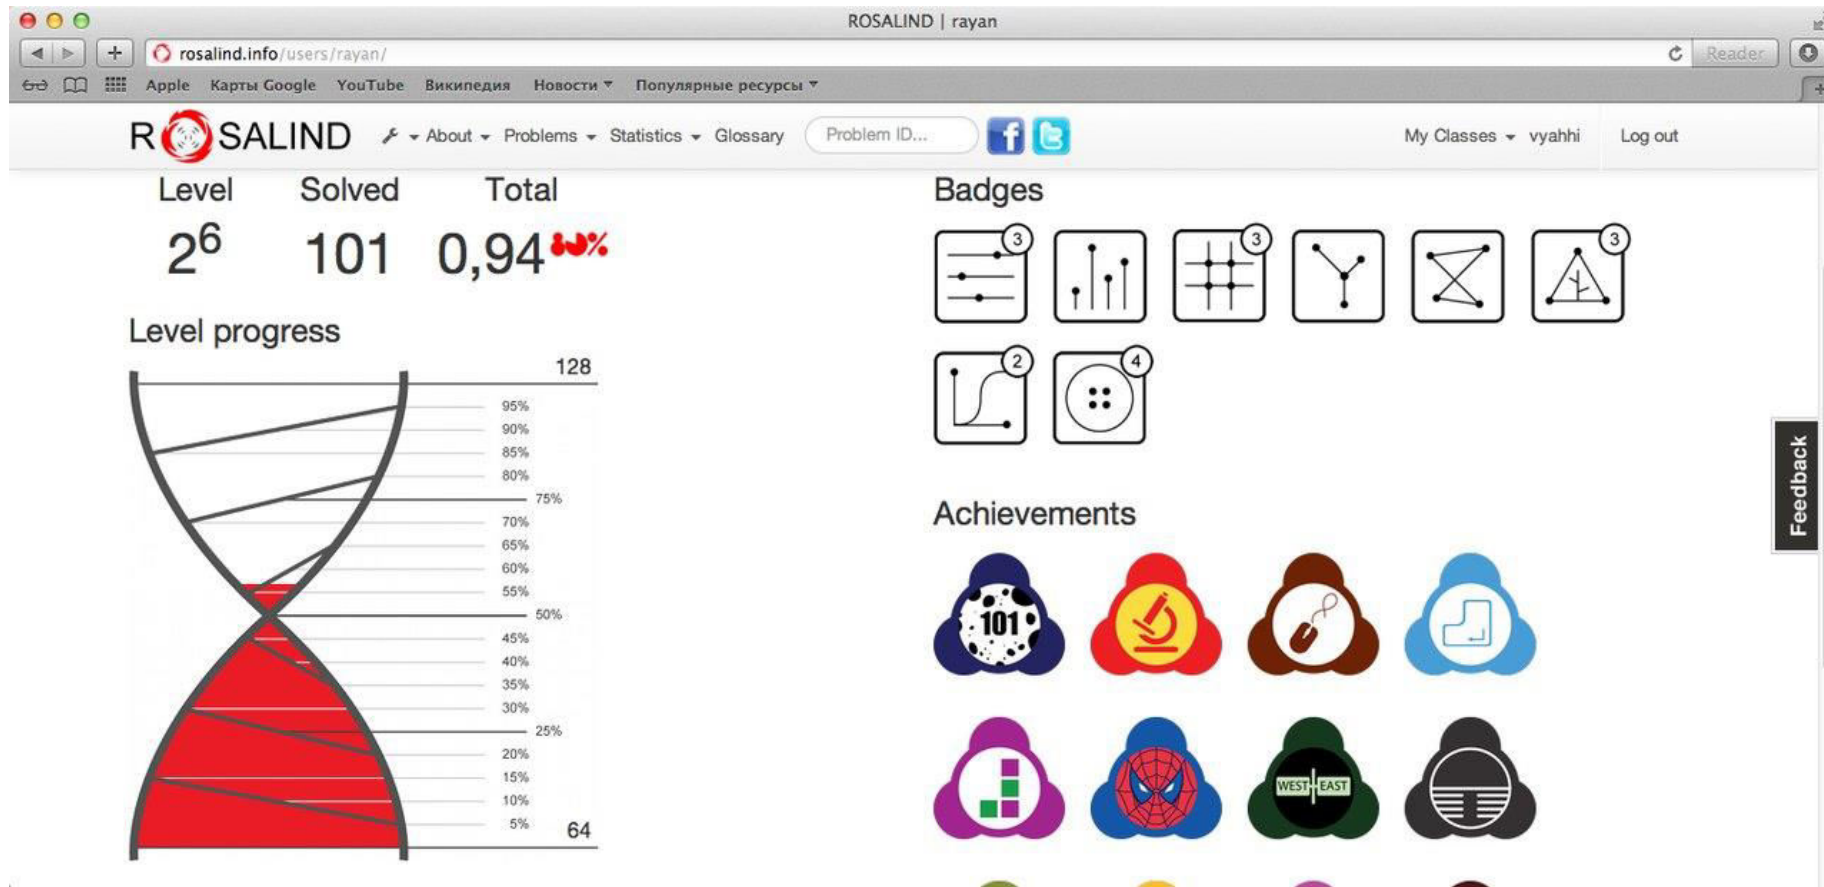 ROSALIND | rayan
rosalind.info/users/rayan/
Reader
Apple Карты Google YouTube Википедия Новости Популярные ресурсы
ROSALIND About Problems Statistics Glossary Problem ID... My Classes vyahhi Log out
Level Solved Total
2⁶ 101 0,94
Level progress
128
95%
90%
85%
80%
75%
70%
65%
60%
55%
50%
45%
40%
35%
30%
25%
20%
15%
10%
5%
64
Badges
3 3 3
2 4
Achievements
101
WEST EAST
Feedback